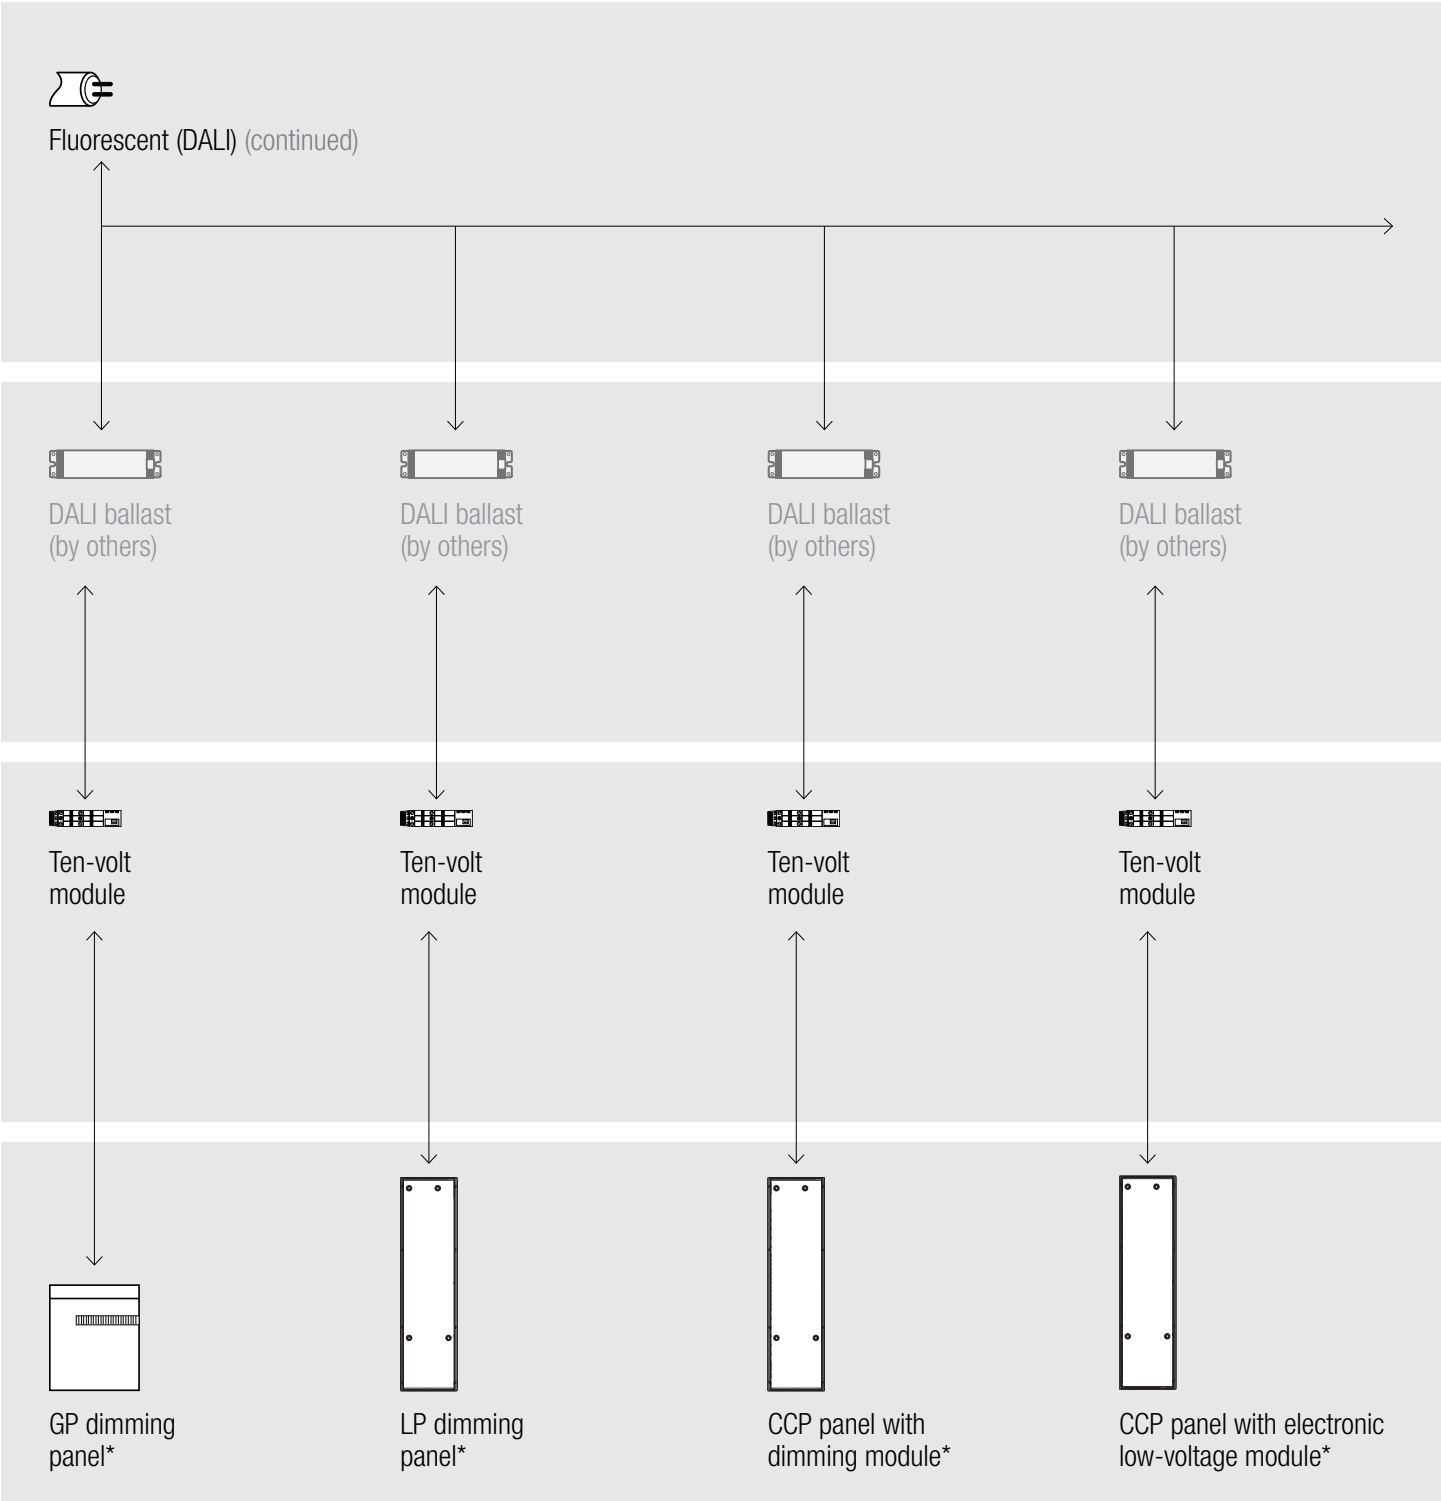 Fluorescent (DALI) (continued)
DALI ballast
(by others)
DALI ballast
(by others)
DALI ballast
(by others)
DALI ballast
(by others)
Ten-volt
module
Ten-volt
module
Ten-volt
module
Ten-volt
module
GP dimming
panel*
LP dimming
panel*
CCP panel with
dimming module*
CCP panel with electronic
low-voltage module*